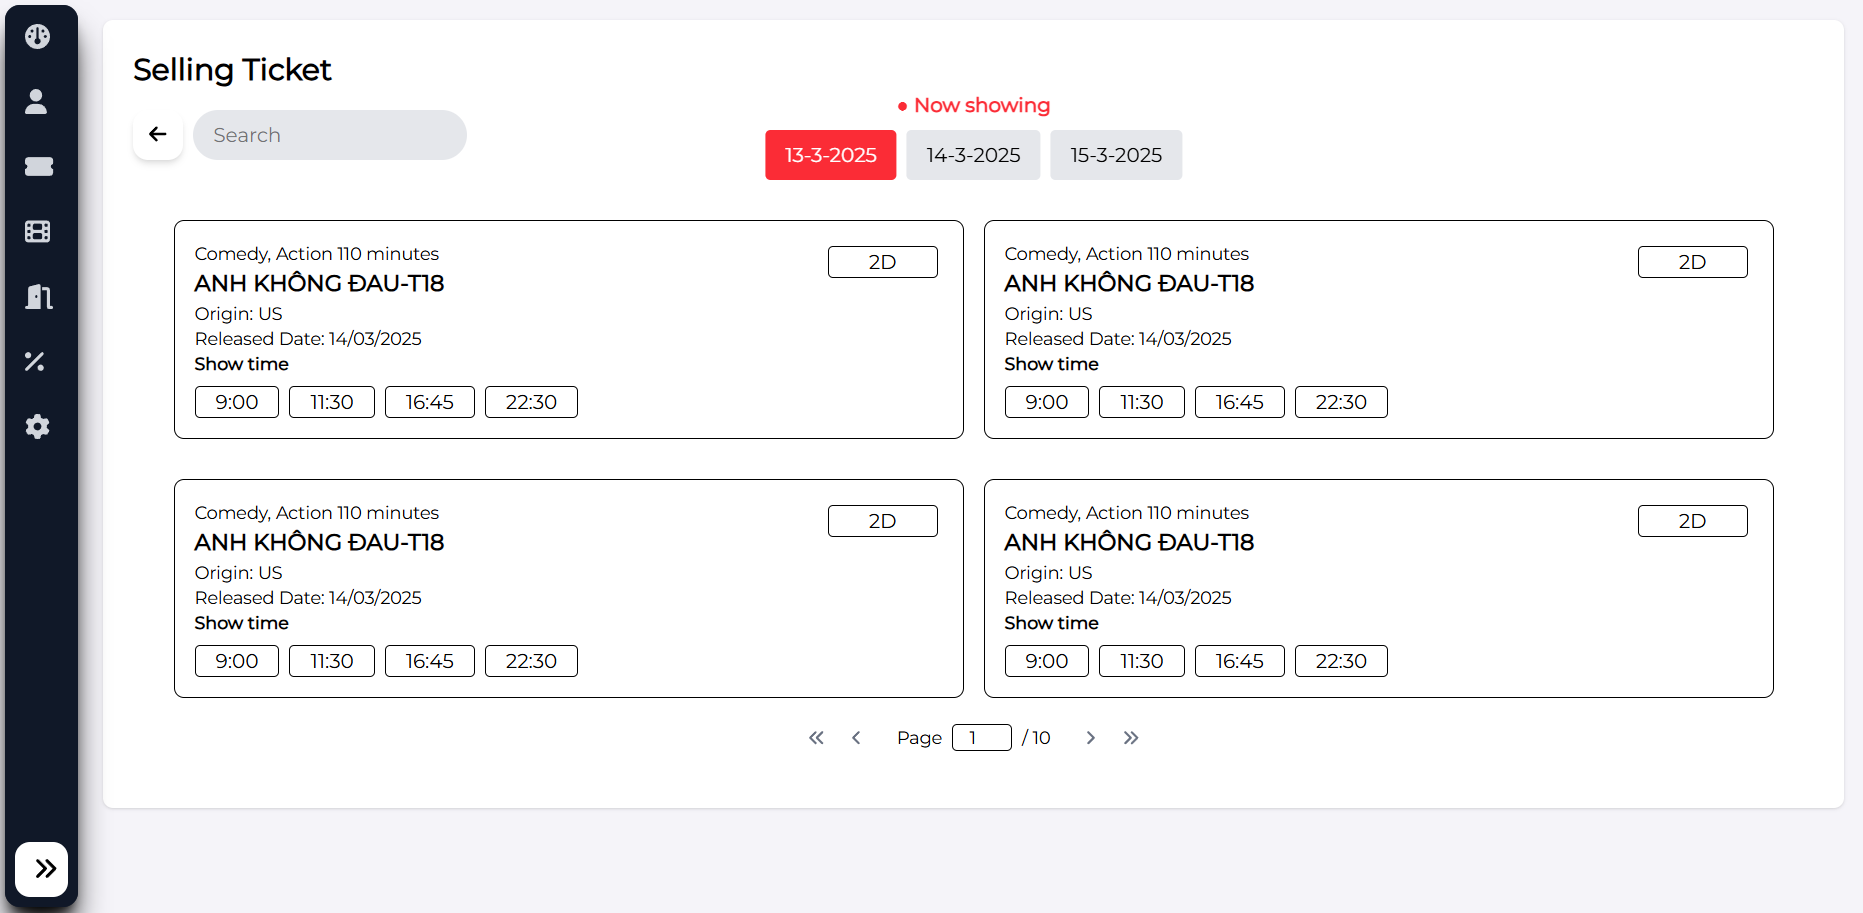 Selling Ticket
Search
Now showing
13-3-2025 14-3-2025 15-3-2025
Comedy, Action 110 minutes
2D
ANH KHÔNG ĐAU-T18
Origin: US
Released Date: 14/03/2025
Show time
9:00 11:30 16:45 22:30
Comedy, Action 110 minutes
2D
ANH KHÔNG ĐAU-T18
Origin: US
Released Date: 14/03/2025
Show time
9:00 11:30 16:45 22:30
Comedy, Action 110 minutes
2D
ANH KHÔNG ĐAU-T18
Origin: US
Released Date: 14/03/2025
Show time
9:00 11:30 16:45 22:30
Comedy, Action 110 minutes
2D
ANH KHÔNG ĐAU-T18
Origin: US
Released Date: 14/03/2025
Show time
9:00 11:30 16:45 22:30
Page 1 / 10